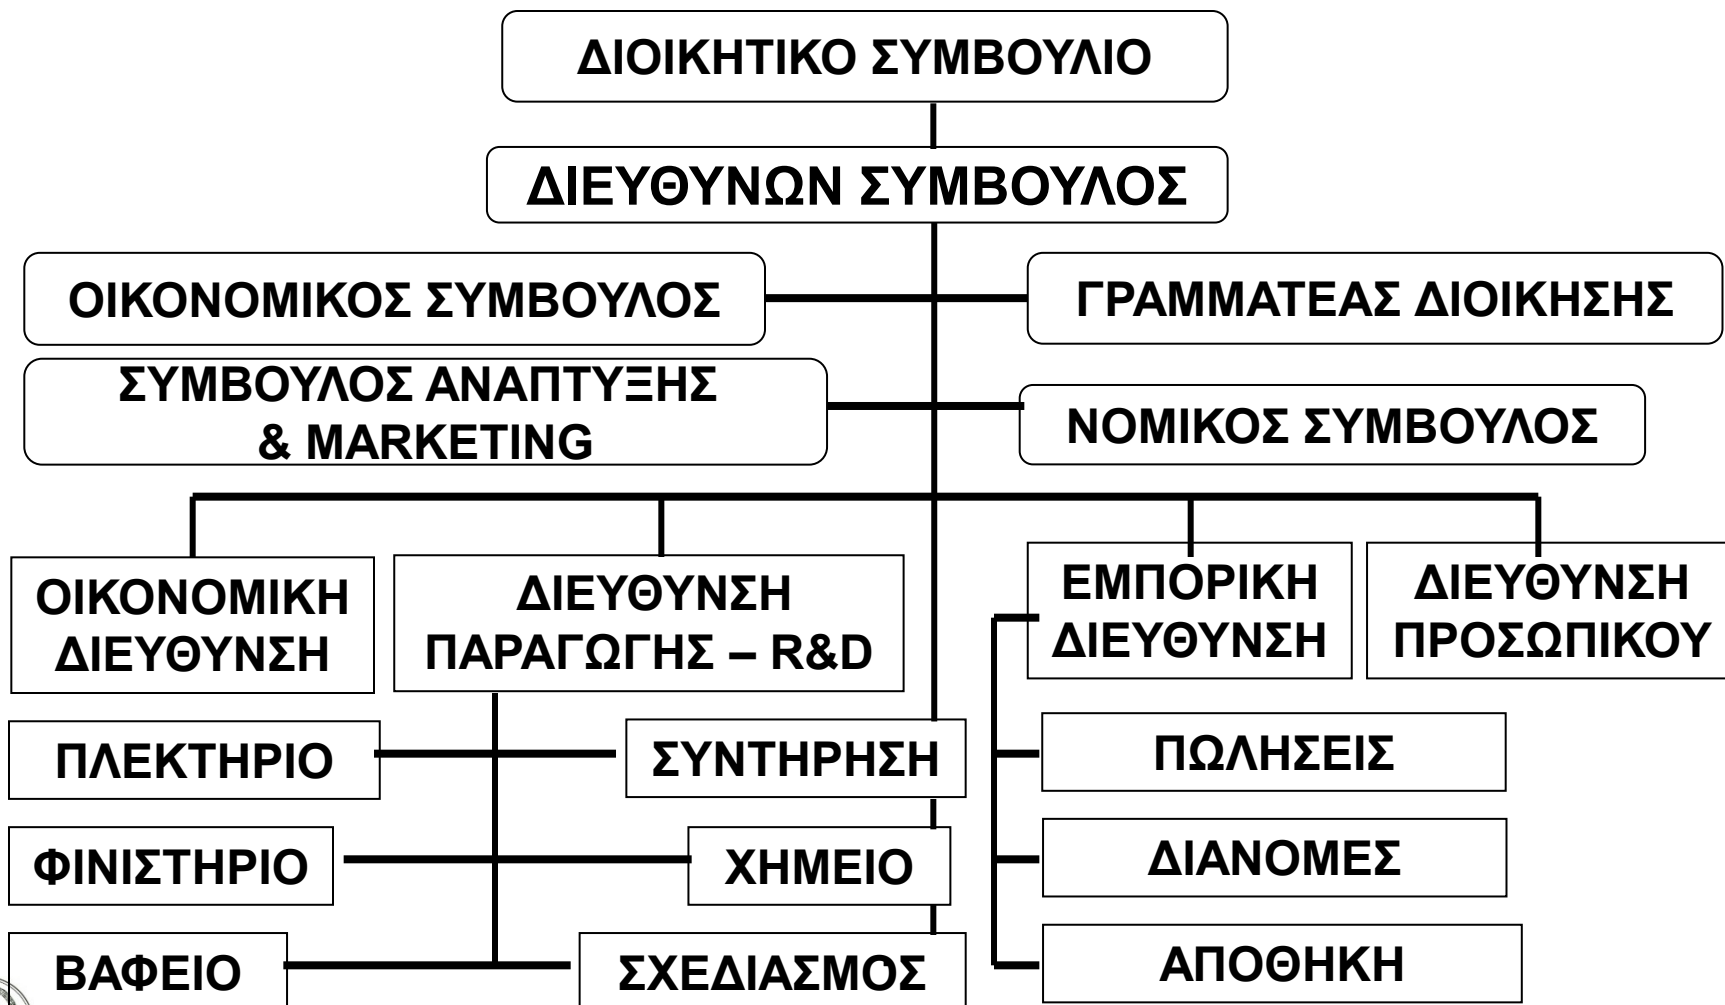 ΔΙΟΙΚΗΤΙΚΟ ΣΥΜΒΟΥΛΙΟ
ΔΙΕΥΘΥΝΩΝ ΣΥΜΒΟΥΛΟΣ
ΟΙΚΟΝΟΜΙΚΟΣ ΣΥΜΒΟΥΛΟΣ
ΓΡΑΜΜΑΤΕΑΣ ΔΙΟΙΚΗΣΗΣ
ΣΥΜΒΟΥΛΟΣ ΑΝΑΠΤΥΞΗΣ
& MARKETING
ΝΟΜΙΚΟΣ ΣΥΜΒΟΥΛΟΣ
ΟΙΚΟΝΟΜΙΚΗ
ΔΙΕΥΘΥΝΣΗ
ΔΙΕΥΘΥΝΣΗ
ΠΑΡΑΓΩΓΗΣ – R&D
ΕΜΠΟΡΙΚΗ
ΔΙΕΥΘΥΝΣΗ
ΔΙΕΥΘΥΝΣΗ
ΠΡΟΣΩΠΙΚΟΥ
ΠΛΕΚΤΗΡΙΟ
ΣΥΝΤΗΡΗΣΗ
ΠΩΛΗΣΕΙΣ
ΦΙΝΙΣΤΗΡΙΟ
ΧΗΜΕΙΟ
ΔΙΑΝΟΜΕΣ
ΒΑΦΕΙΟ
ΣΧΕΔΙΑΣΜΟΣ
ΑΠΟΘΗΚΗ